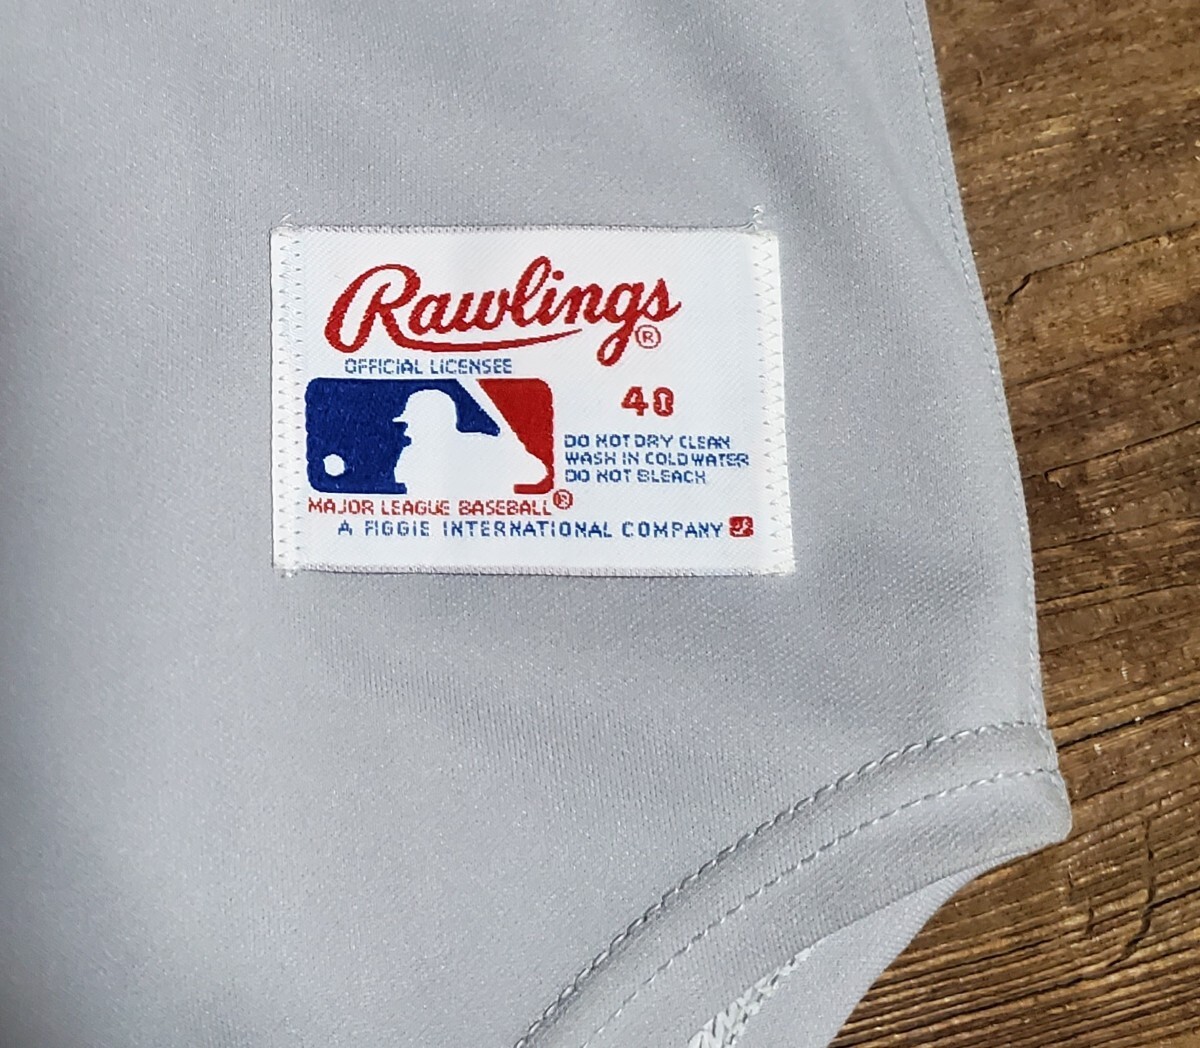 Rawlings®
OFFICIAL LICENSEE
40
DO NOT DRY CLEAN
WASH IN COLD WATER
DO NOT BLEACH
MAJOR LEAGUE BASEBALL®
A FIGGIE INTERNATIONAL COMPANY